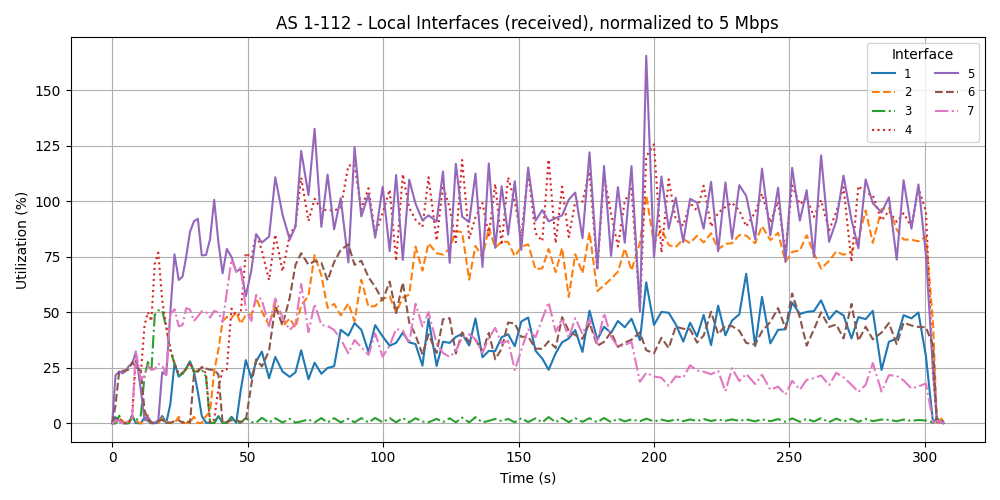 AS 1-112 - Local Interfaces (received), normalized to 5 Mbps
Utilization (%)
150
125
100
75
50
25
0
0 50 100 150 200 250 300
Time (s)
Interface
1 5
2 6
3 7
4